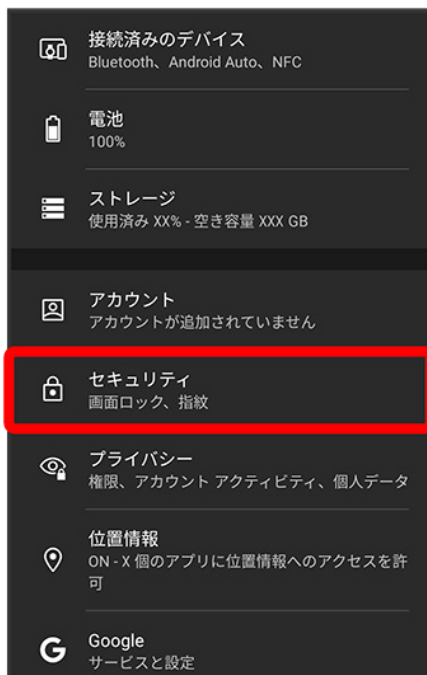 接続済みのデバイス
Bluetooth、Android Auto、NFC
電池
100%
ストレージ
使用済み XX% - 空き容量 XXX GB
アカウント
アカウントが追加されていません
セキュリティ
画面ロック、指紋
プライバシー
権限、アカウント アクティビティ、個人データ
位置情報
ON - X 個のアプリに位置情報へのアクセスを許
可
Google
サービスと設定